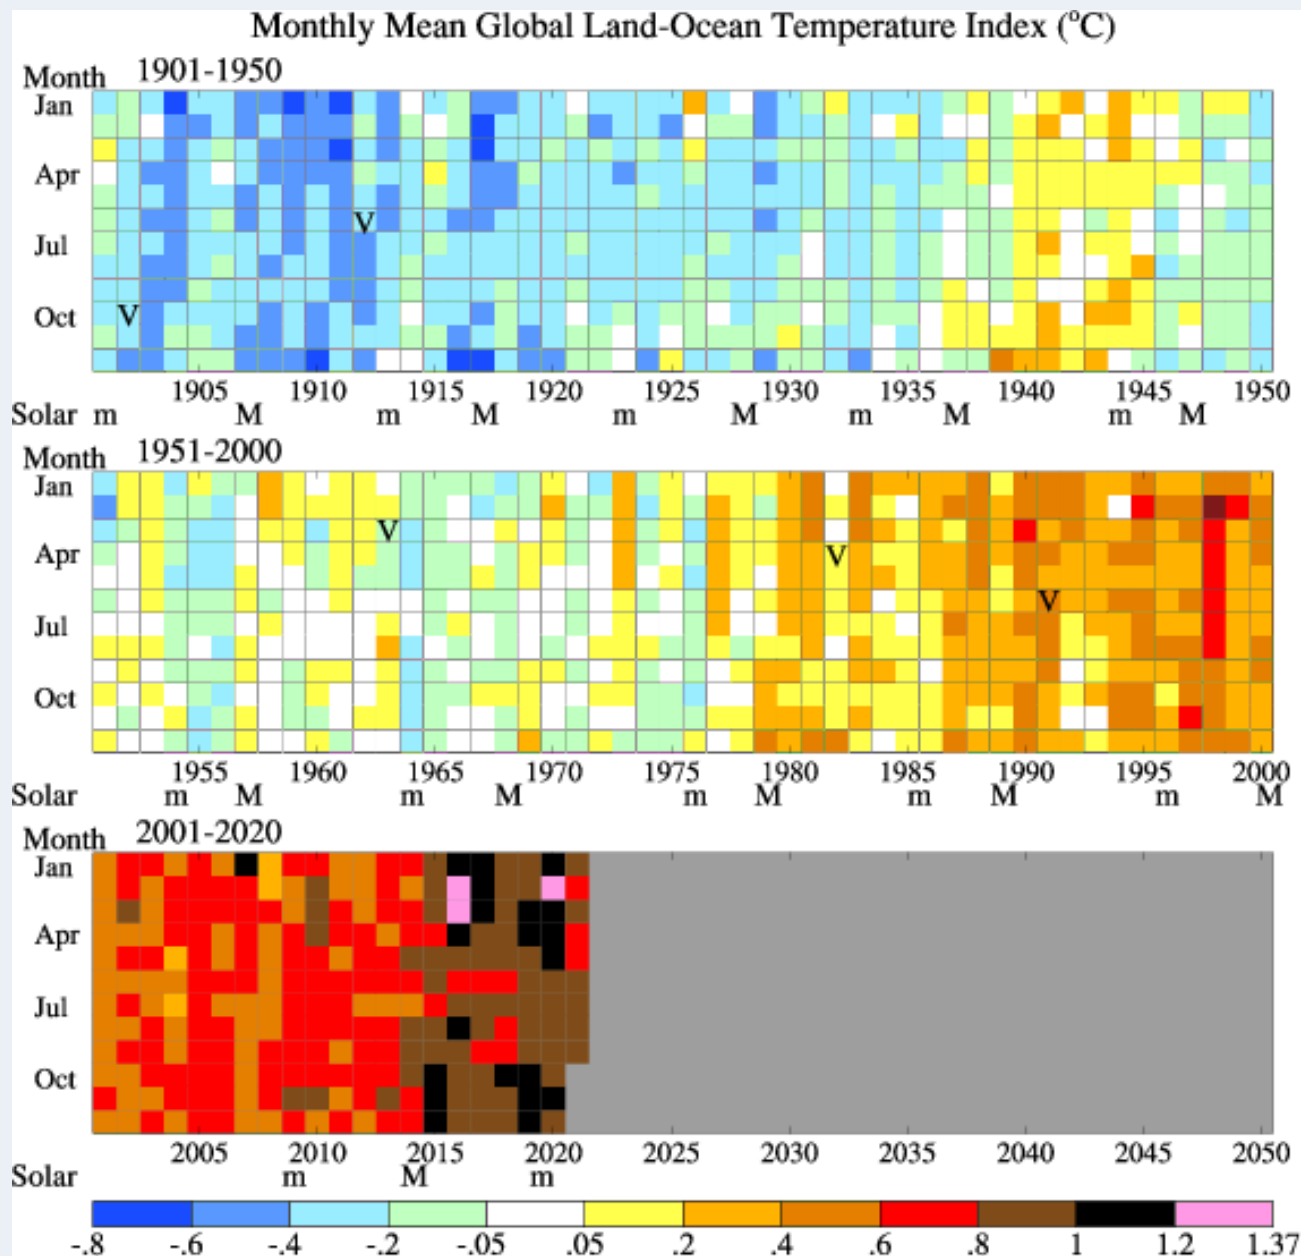 Monthly Mean Global Land-Ocean Temperature Index (°C)
Month 1901-1950
Jan
Apr
V
Jul
V
Oct
1905 1910 1915 1920 1925 1930 1935 1940 1945 1950
Solar m M m M m M m M m M
Month 1951-2000
Jan
V
Apr V
V
Jul
Oct
1955 1960 1965 1970 1975 1980 1985 1990 1995 2000
Solar m M m M m M m M m M
Month 2001-2020
Jan
Apr
Jul
Oct
2005 2010 2015 2020 2025 2030 2035 2040 2045 2050
Solar m M m
-.8 -.6 -.4 -.2 -.05 .05 .2 .4 .6 .8 1 1.2 1.37